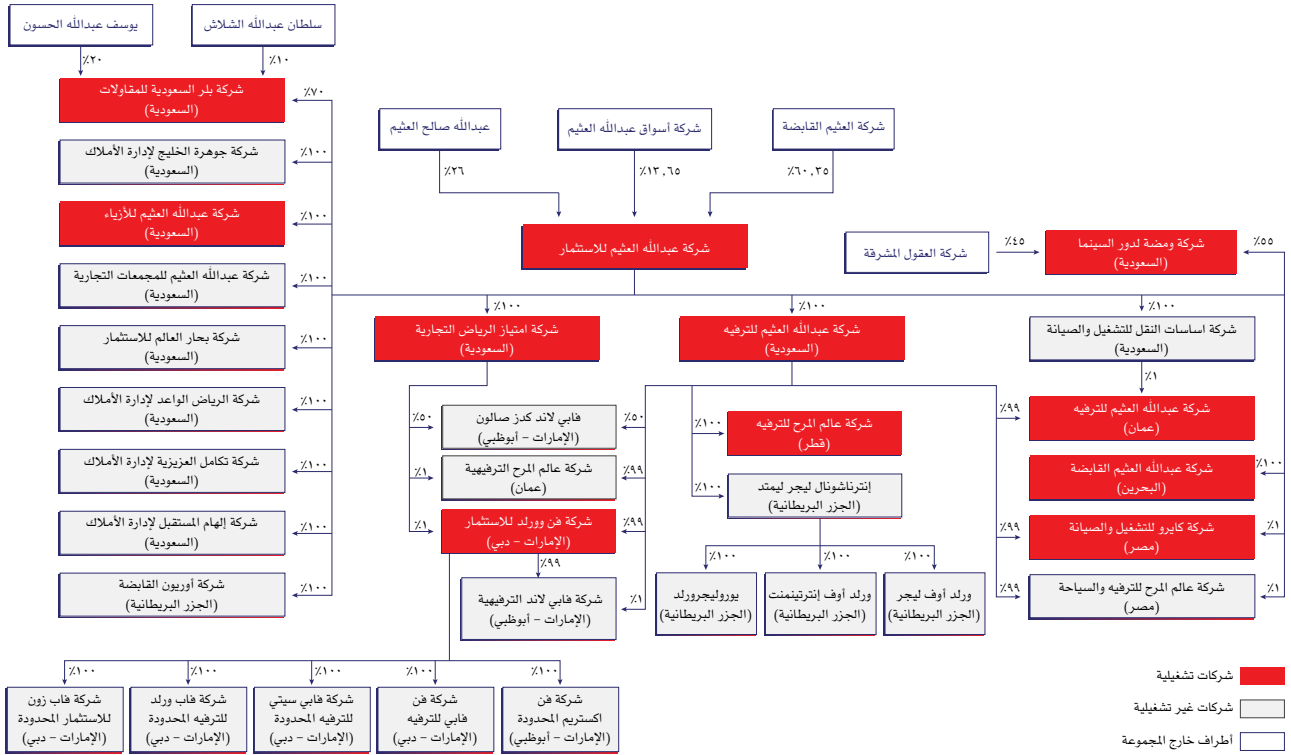 يوسف عبدالله الحسون
سلطان عبدالله الشلاش
٪٢٠
٪١٠
شركة بلر السعودية للمقاولات
(السعودية)
٪٧٠
شركة جوهرة الخليج لإدارة الأملاك
(السعودية)
٪١٠٠
شركة عبدالله العثيم للأزياء
(السعودية)
٪١٠٠
شركة عبدالله العثيم للمجمعات التجارية
(السعودية)
٪١٠٠
شركة بحار العالم للاستثمار
(السعودية)
٪١٠٠
شركة الرياض الواعد لإدارة الأملاك
(السعودية)
٪١٠٠
شركة تكامل العزيزية لإدارة الأملاك
(السعودية)
٪١٠٠
شركة إلهام المستقبل لإدارة الأملاك
(السعودية)
٪١٠٠
شركة أوريون القابضة
(الجزر البريطانية)
٪١٠٠
شركة العثيم القابضة
شركة أسواق عبدالله العثيم
عبدالله صالح العثيم
٪٦٠,٣٥
٪١٣,٦٥
٪٢٦
شركة عبدالله العثيم للاستثمار
شركة ومضة لدور السينما
(السعودية)
٪٥٥
٪٤٥
شركة العقول المشرقة
٪١٠٠
٪١٠٠
٪١٠٠
شركة اساسات النقل للتشغيل والصيانة
(السعودية)
شركة عبدالله العثيم للترفيه
(السعودية)
شركة امتياز الرياض التجارية
(السعودية)
٪١
شركة عبدالله العثيم للترفيه
(عمان)
٪٩٩
شركة عبدالله العثيم القابضة
(البحرين)
٪١٠٠
شركة كايرو للتشغيل والصيانة
(مصر)
٪١
٪٩٩
شركة عالم المرح للترفيه والسياحة
(مصر)
٪١
٪٩٩
شركة عالم المرح للترفيه
(قطر)
٪١٠٠
إنترناشونال ليجر ليمتد
(الجزر البريطانية)
٪١٠٠
٪١٠٠
٪١٠٠
٪١٠٠
ورلد أوف ليجر
(الجزر البريطانية)
ورلد أوف إنترتينمنت
(الجزر البريطانية)
يوروليجرورلد
(الجزر البريطانية)
فابي لاند كدز صالون
(الإمارات – أبوظبي)
٪٥٠
٪٥٠
شركة عالم المرح الترفيهية
(عمان)
٪٩٩
٪١
شركة فن وورلد للاستثمار
(الإمارات – دبي)
٪٩٩
٪١
٪٩٩
شركة فابي لاند الترفيهية
(الإمارات – أبوظبي)
٪١
٪١٠٠
٪١٠٠
٪١٠٠
٪١٠٠
٪١٠٠
شركة فن
اكستريم المحدودة
(الإمارات – أبوظبي)
شركة فن
فابي للترفيه
(الإمارات – دبي)
شركة فابي سيتي
للترفيه المحدودة
(الإمارات – دبي)
شركة فاب ورلد
للترفيه المحدودة
(الإمارات – دبي)
شركة فاب زون
للاستثمار المحدودة
(الإمارات – دبي)
شركات تشغيلية
شركات غير تشغيلية
أطراف خارج المجموعة